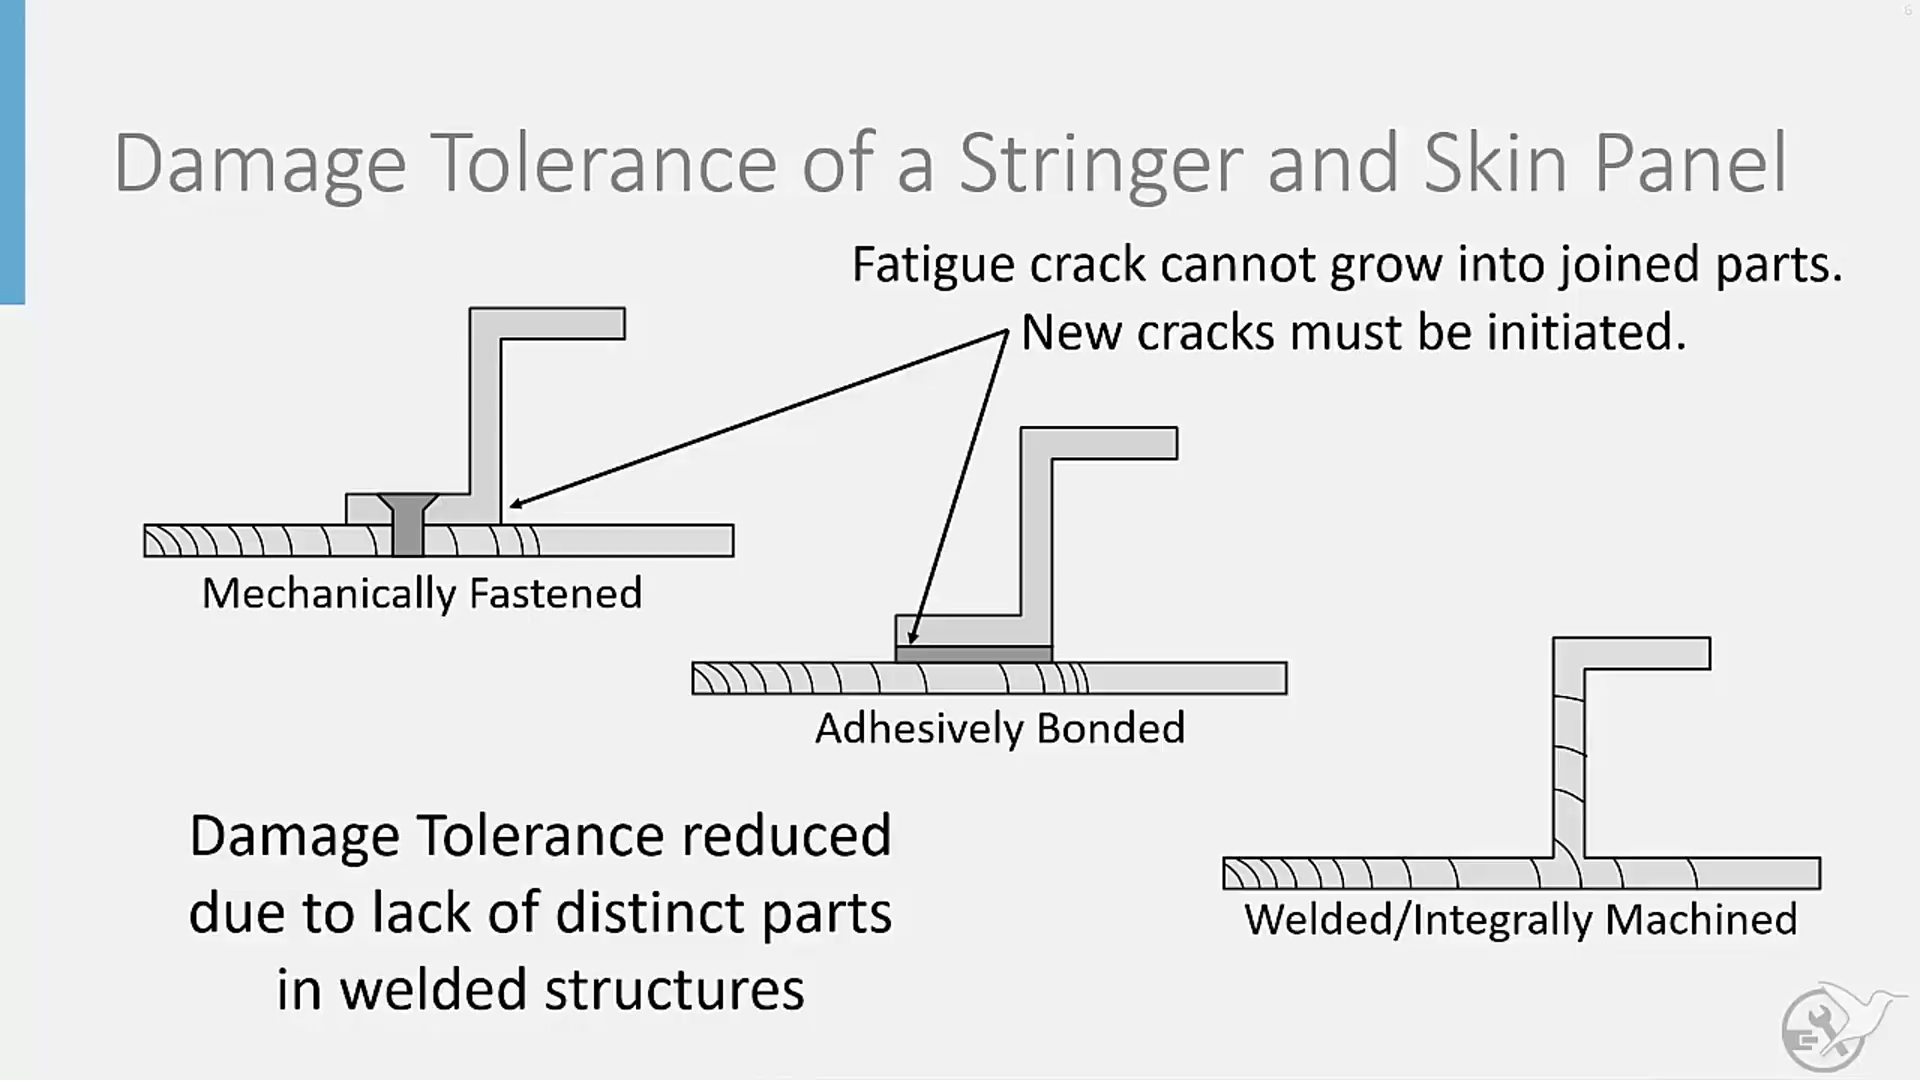 6
Damage Tolerance of a Stringer and Skin Panel
Fatigue crack cannot grow into joined parts.
New cracks must be initiated.
Mechanically Fastened
Adhesively Bonded
Damage Tolerance reduced
due to lack of distinct parts
in welded structures
Welded/Integrally Machined